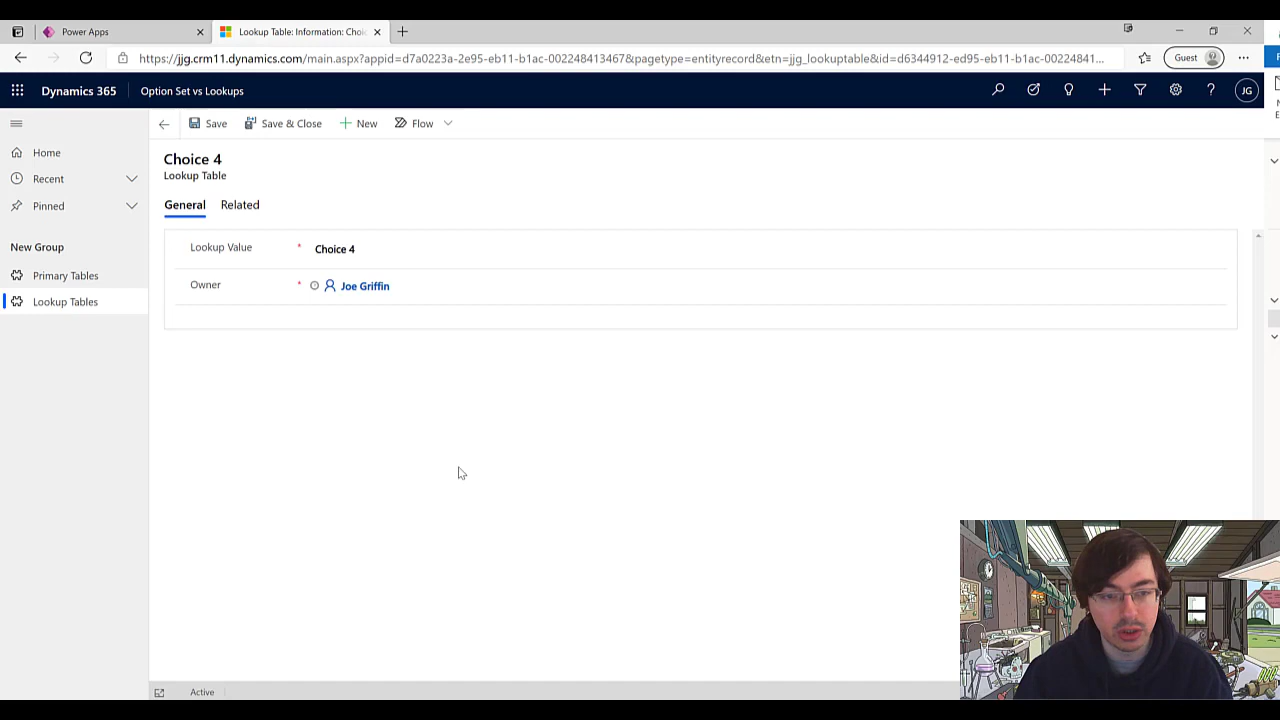 Power Apps
Lookup Table: Information: Choic
https://jjg.crm11.dynamics.com/main.aspx?appid=d7a0223a-2e95-eb11-b1ac-002248413467&pagetype=entityrecord&etn=jjg_lookuptable&id=d6344912-ed95-eb11-b1ac-00224841...
Guest
Dynamics 365
Option Set vs Lookups
JG
Save
Save & Close
New
Flow
Home
Recent
Pinned
New Group
Primary Tables
Lookup Tables
Choice 4
Lookup Table
General
Related
Lookup Value
*
Choice 4
Owner
*
Joe Griffin
Active